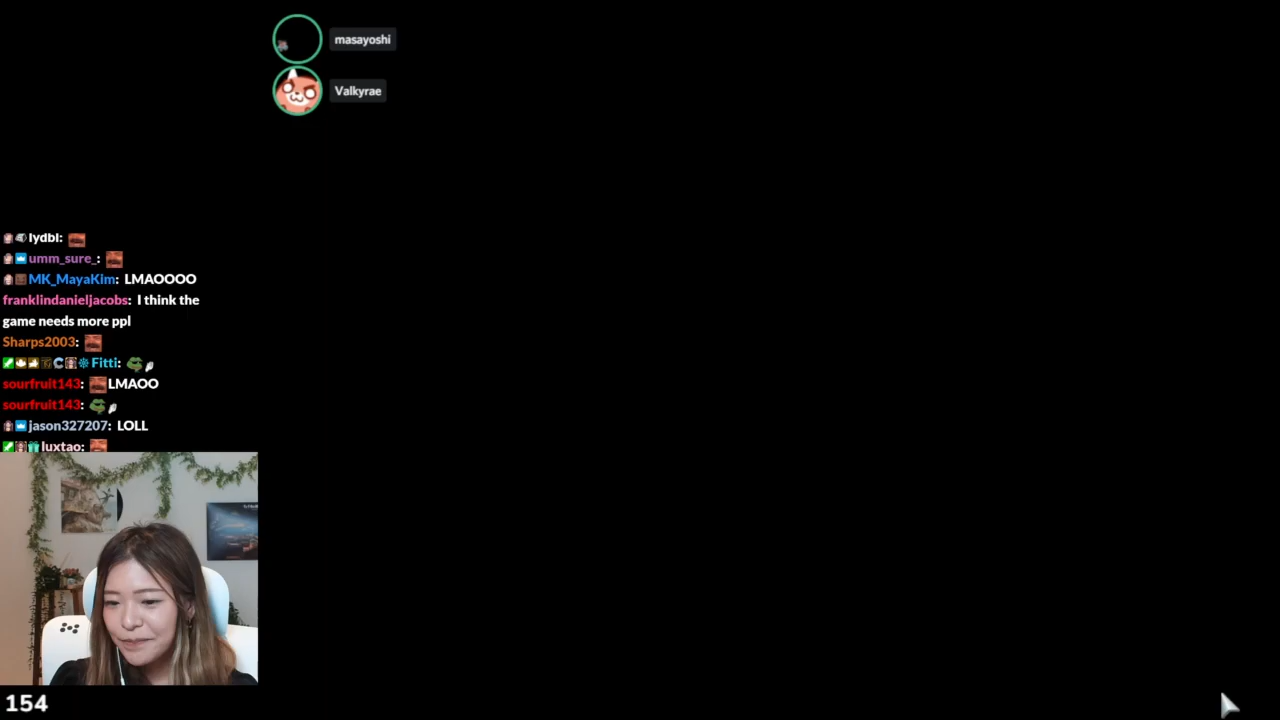 masayoshi
Valkyrae
lydbl:
umm_sure_:
MK_MayaKim: LMAOOOO
franklindanieljacobs: I think the
game needs more ppl
Sharps2003:
Fitti:
sourfruit143: LMAOO
sourfruit143:
jason327207: LOLL
luxtao:
154